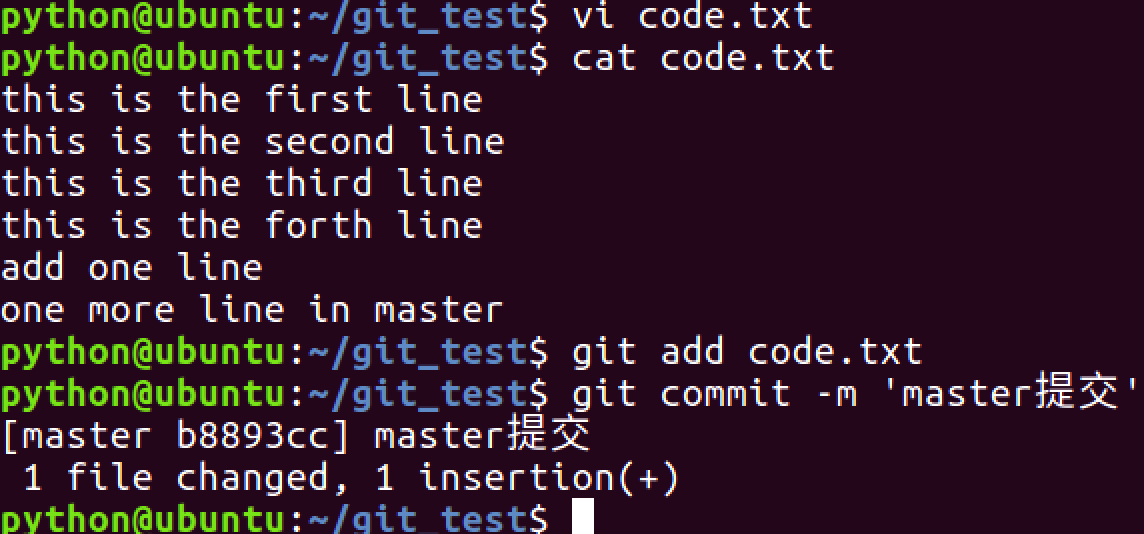 python@ubuntu:~/git_test$ vi code.txt
python@ubuntu:~/git_test$ cat code.txt
this is the first line
this is the second line
this is the third line
this is the forth line
add one line
one more line in master
python@ubuntu:~/git_test$ git add code.txt
python@ubuntu:~/git_test$ git commit -m 'master提交'
[master b8893cc] master提交
 1 file changed, 1 insertion(+)
python@ubuntu:~/git_test$